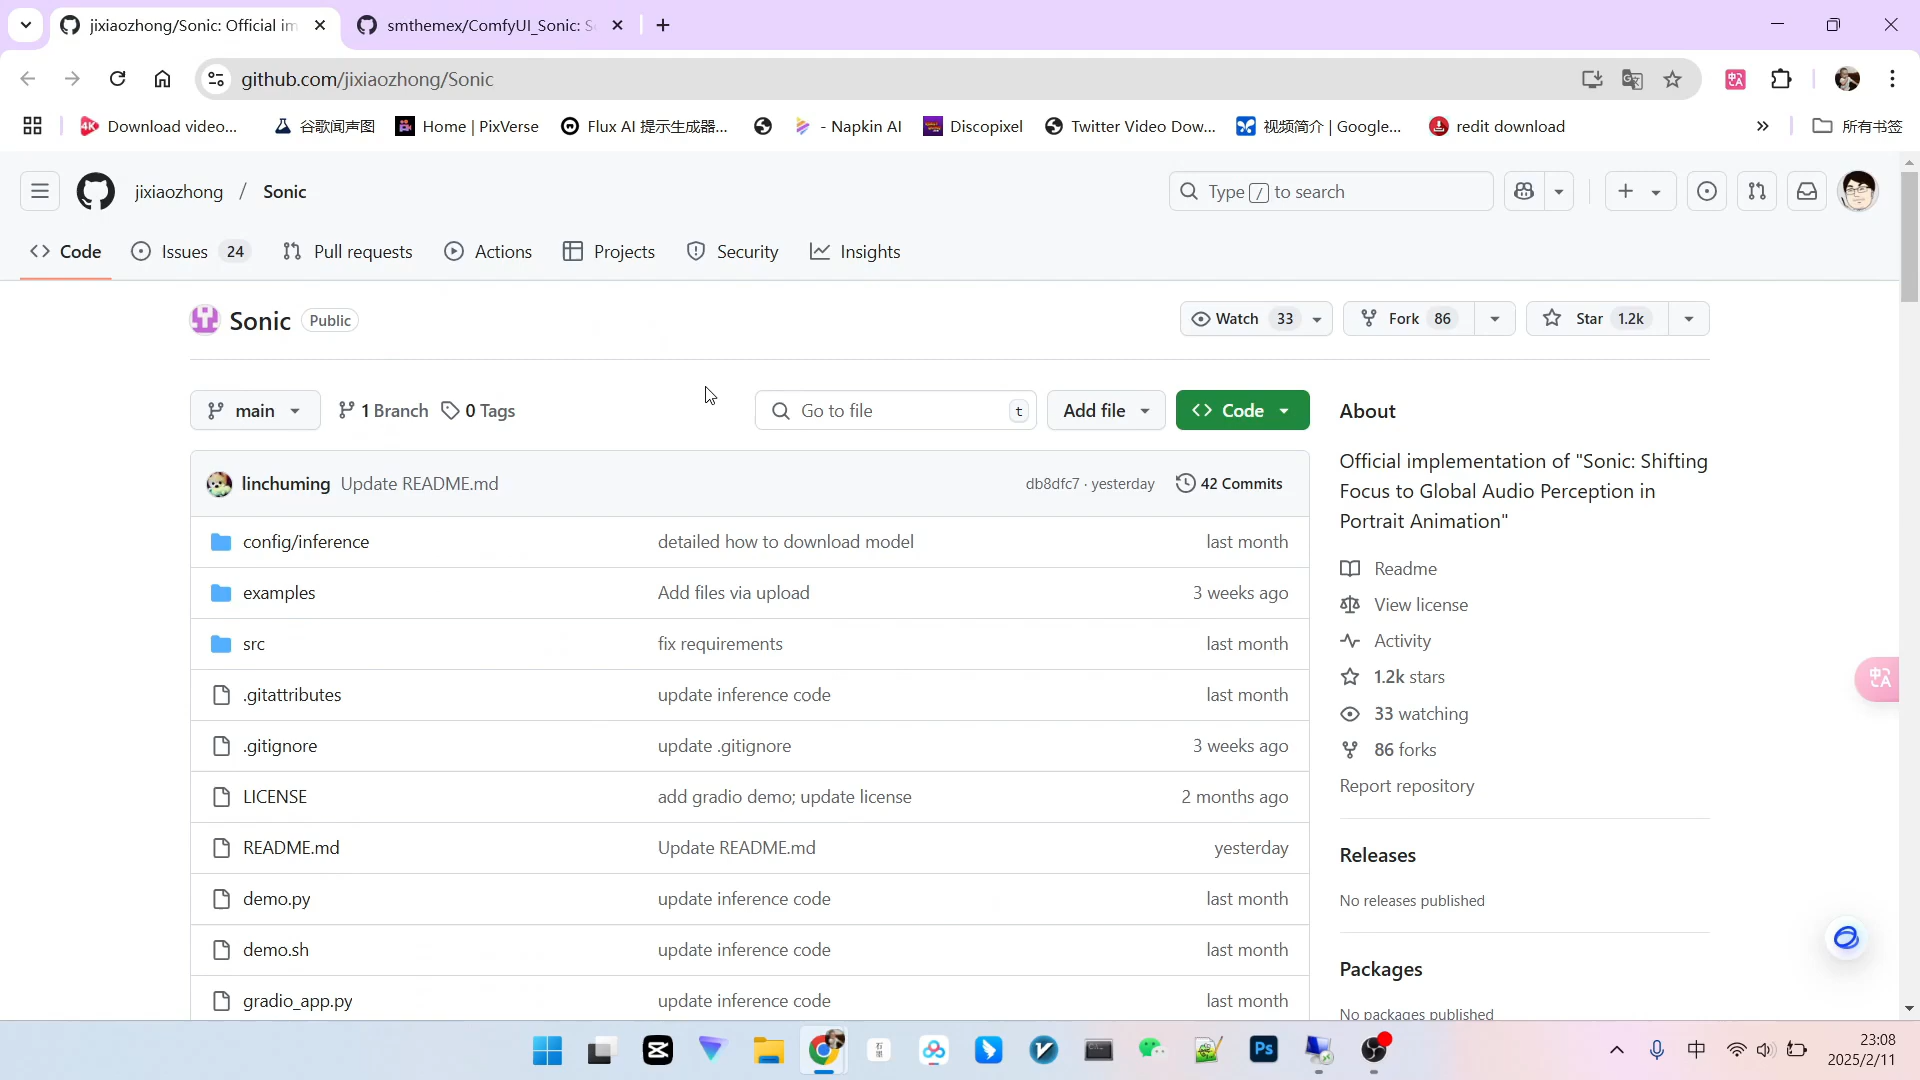 jixiaozhong/Sonic: Official im
smthemex/ComfyUI_Sonic: S
github.com/jixiaozhong/Sonic
Download video...
谷歌闻声图
Home | PixVerse
Flux AI 提示生成器...
- Napkin AI
Discopixel
Twitter Video Dow...
视频简介 | Google...
redit download
所有书签
jixiaozhong / Sonic
Type / to search
Code
Issues 24
Pull requests
Actions
Projects
Security
Insights
Sonic Public
Watch 33
Fork 86
Star 1.2k
main
1 Branch
0 Tags
Go to file t
Add file
Code
About
Official implementation of "Sonic: Shifting
Focus to Global Audio Perception in
Portrait Animation"
Readme
View license
Activity
1.2k stars
33 watching
86 forks
Report repository
Releases
No releases published
Packages
No packages published
linchuming Update README.md db8dfc7 · yesterday 42 Commits
config/inference detailed how to download model last month
examples Add files via upload 3 weeks ago
src fix requirements last month
.gitattributes update inference code last month
.gitignore update .gitignore 3 weeks ago
LICENSE add gradio demo; update license 2 months ago
README.md Update README.md yesterday
demo.py update inference code last month
demo.sh update inference code last month
gradio_app.py update inference code last month
Ps
中
23:08
2025/2/11